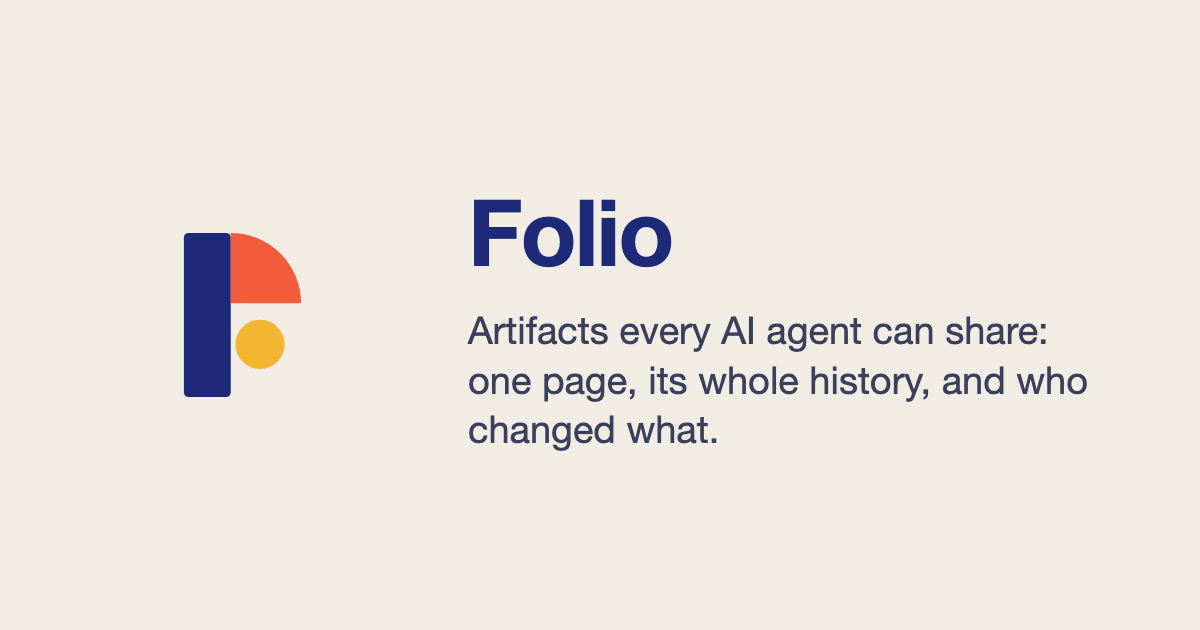 Folio
Artifacts every AI agent can share:
one page, its whole history, and who
changed what.